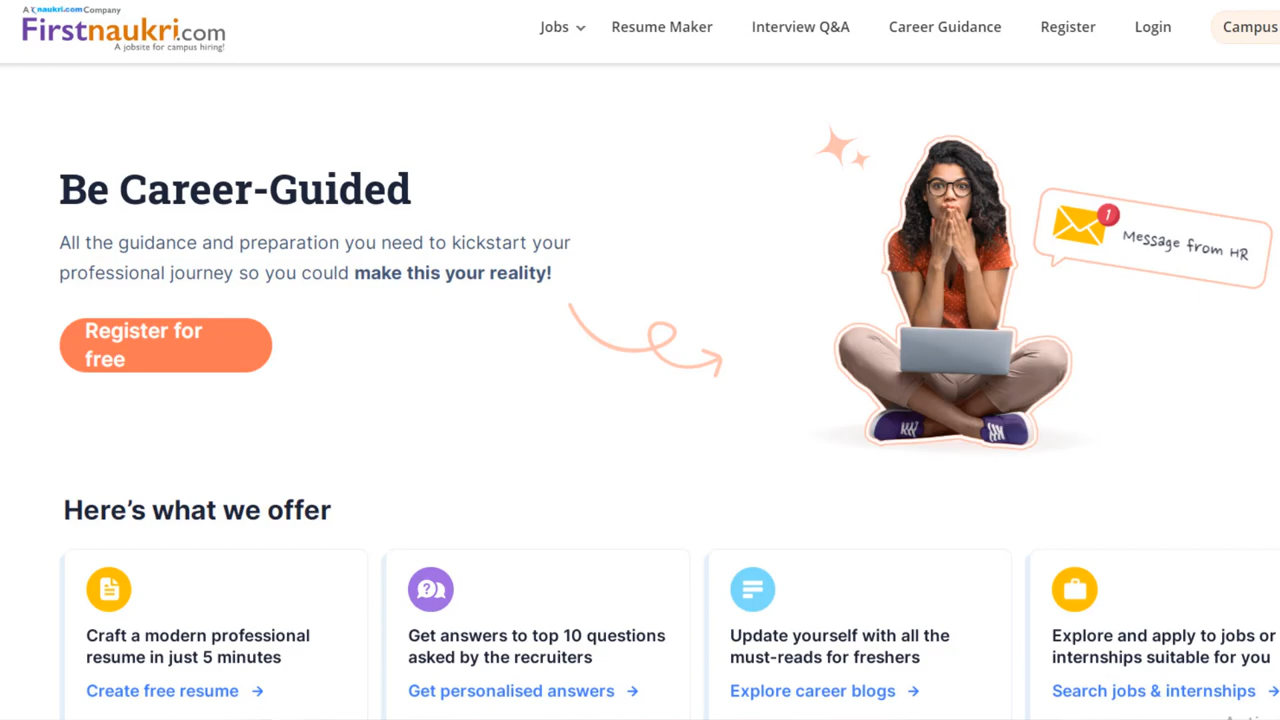 A naukri.com Company
Firstnaukri.com
A jobsite for campus hiring!
Jobs
Resume Maker
Interview Q&A
Career Guidance
Register
Login
Campus
Be Career-Guided
All the guidance and preparation you need to kickstart your
professional journey so you could make this your reality!
Register for
free
1
Message from HR
Here's what we offer
Craft a modern professional
resume in just 5 minutes
Create free resume →
Get answers to top 10 questions
asked by the recruiters
Get personalised answers →
Update yourself with all the
must-reads for freshers
Explore career blogs →
Explore and apply to jobs or
internships suitable for you
Search jobs & internships →